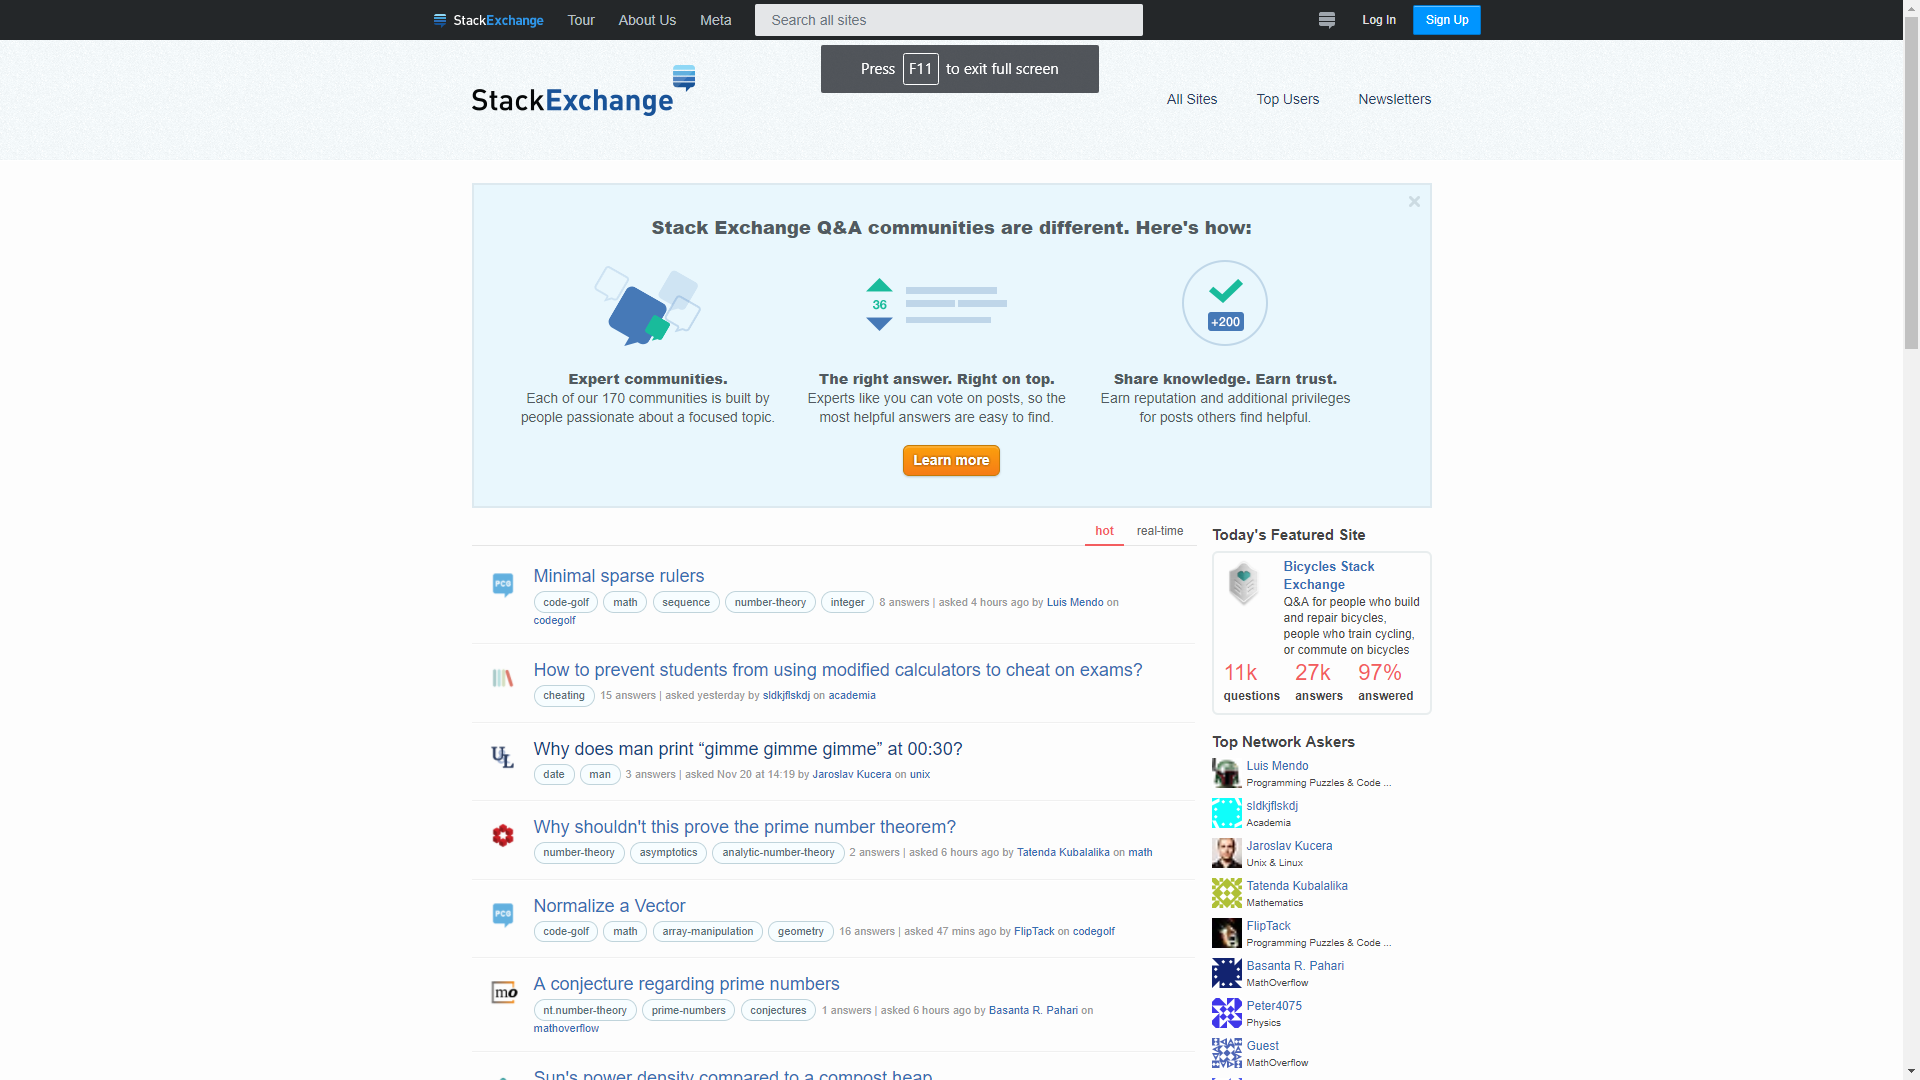 StackExchange Tour About Us Meta Search all sites Log In Sign Up
Press F11 to exit full screen
StackExchange
All Sites Top Users Newsletters
Stack Exchange Q&A communities are different. Here's how:
36
+200
Expert communities.
Each of our 170 communities is built by
people passionate about a focused topic.
The right answer. Right on top.
Experts like you can vote on posts, so the
most helpful answers are easy to find.
Share knowledge. Earn trust.
Earn reputation and additional privileges
for posts others find helpful.
Learn more
hot real-time
PCG
Minimal sparse rulers
code-golf math sequence number-theory integer 8 answers | asked 4 hours ago by Luis Mendo on
codegolf
How to prevent students from using modified calculators to cheat on exams?
cheating 15 answers | asked yesterday by sldkjflskdj on academia
UL
Why does man print “gimme gimme gimme” at 00:30?
date man 3 answers | asked Nov 20 at 14:19 by Jaroslav Kucera on unix
Why shouldn't this prove the prime number theorem?
number-theory asymptotics analytic-number-theory 2 answers | asked 6 hours ago by Tatenda Kubalalika on math
PCG
Normalize a Vector
code-golf math array-manipulation geometry 16 answers | asked 47 mins ago by FlipTack on codegolf
mo
A conjecture regarding prime numbers
nt.number-theory prime-numbers conjectures 1 answers | asked 6 hours ago by Basanta R. Pahari on
mathoverflow
Sun's power density compared to a compost heap
Today's Featured Site
Bicycles Stack
Exchange
Q&A for people who build
and repair bicycles,
people who train cycling,
or commute on bicycles
11k 27k 97%
questions answers answered
Top Network Askers
Luis Mendo
Programming Puzzles & Code ...
sldkjflskdj
Academia
Jaroslav Kucera
Unix & Linux
Tatenda Kubalalika
Mathematics
FlipTack
Programming Puzzles & Code ...
Basanta R. Pahari
MathOverflow
Peter4075
Physics
Guest
MathOverflow